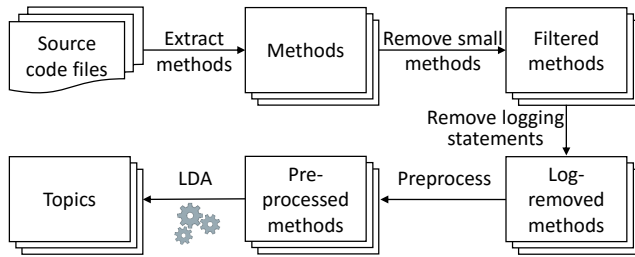 Source
code files
Extract
methods
Methods
Remove small
methods
Filtered
methods
Remove logging
statements
Topics
LDA
Pre-
processed
methods
Preprocess
Log-
removed
methods